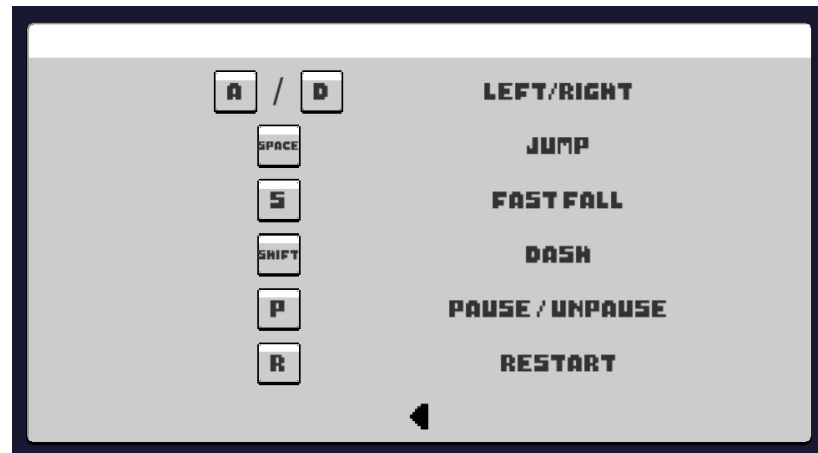 A / D LEFT/RIGHT
SPACE JUMP
S FAST FALL
SHIFT DASH
P PAUSE / UNPAUSE
R RESTART